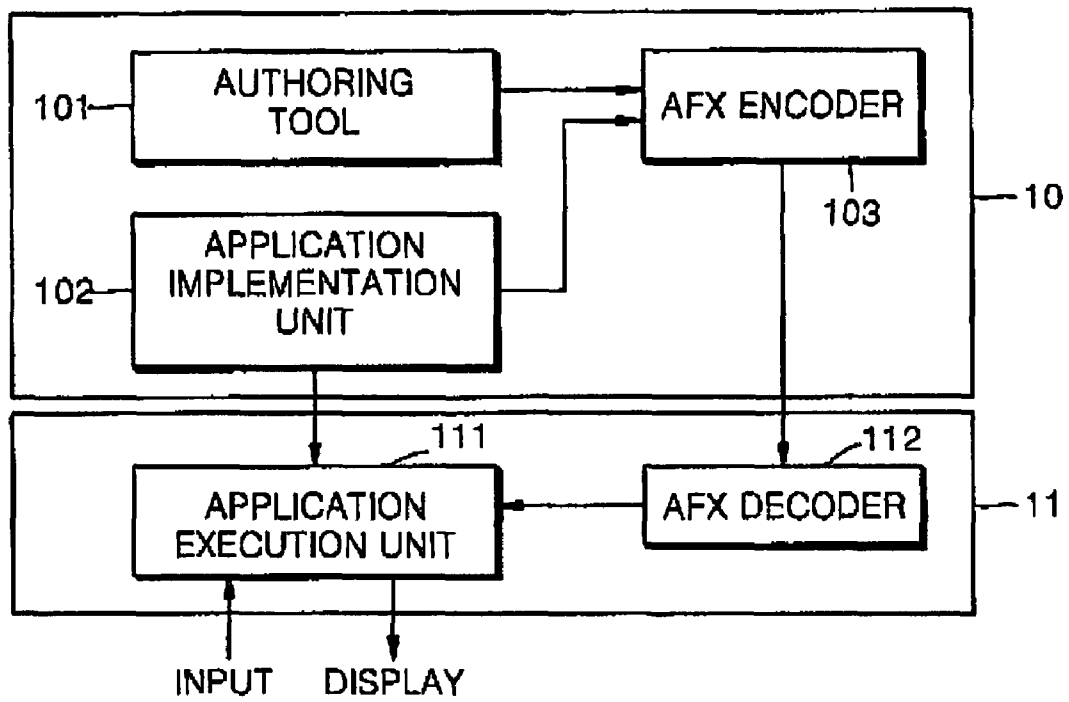 101
AUTHORING
TOOL
AFX ENCODER
103
10
102
APPLICATION
IMPLEMENTATION
UNIT
111
APPLICATION
EXECUTION UNIT
112
AFX DECODER
11
INPUT
DISPLAY